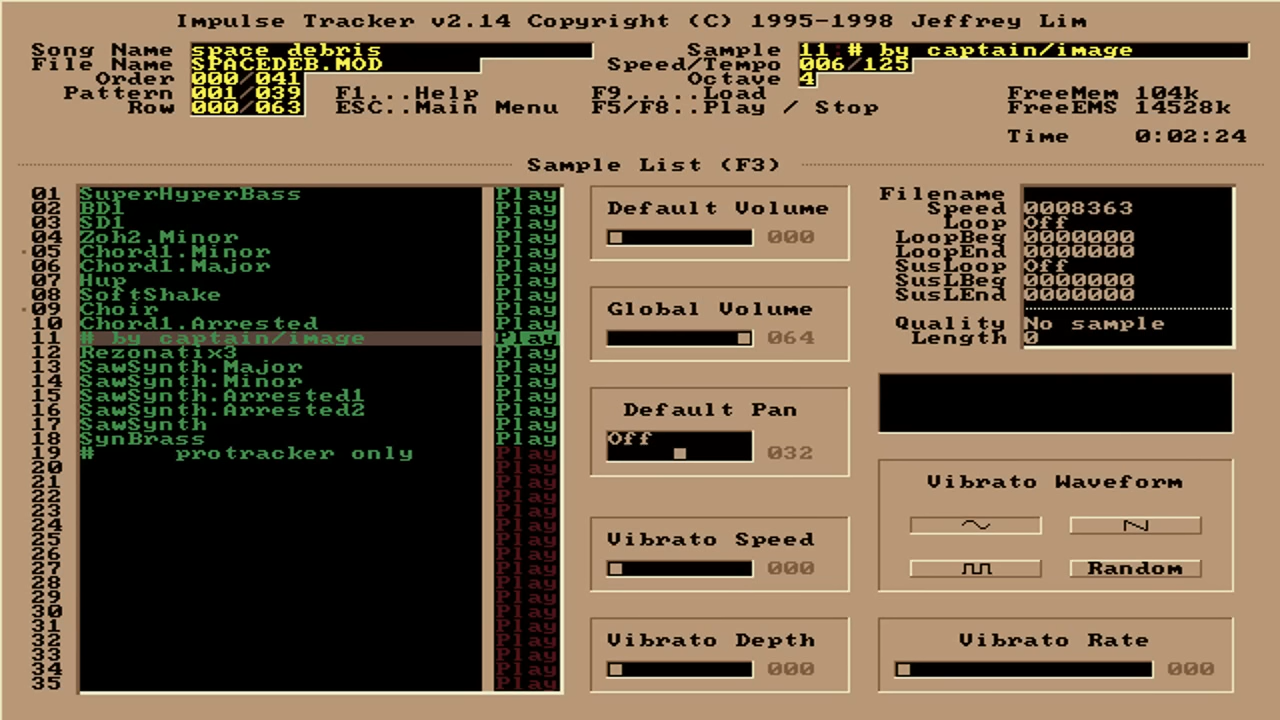 Impulse Tracker v2.14 Copyright (C) 1995-1998 Jeffrey Lim
Song Name space debris Sample 11:# by captain/image
File Name SPACEDEB.MOD Speed/Tempo 006/125
Order 000/041 Octave 4
Pattern 001/039 F1...Help F9.....Load FreeMem 104k
Row 000/063 ESC..Main Menu F5/F8..Play / Stop FreeEMS 14528k
Time 0:02:24
Sample List (F3)
01 SuperHyperBass Play
02 BD1 Play
03 SD1 Play
04 Zoh2.Minor Play
05 Chord1.Minor Play
06 Chord1.Major Play
07 Hup Play
08 SoftShake Play
09 Choir Play
10 Chord1.Arrested Play
11 # by captain/image Play
12 Rezonatix3 Play
13 SawSynth.Major Play
14 SawSynth.Minor Play
15 SawSynth.Arrested1 Play
16 SawSynth.Arrested2 Play
17 SawSynth Play
18 SynBrass Play
19 # protracker only Play
20 Play
21 Play
22 Play
23 Play
24 Play
25 Play
26 Play
27 Play
28 Play
29 Play
30 Play
31 Play
32 Play
33 Play
34 Play
35 Play
Default Volume
000
Global Volume
064
Default Pan
Off
032
Vibrato Speed
000
Vibrato Depth
000
Filename
Speed 0008363
Loop Off
LoopBeg 0000000
LoopEnd 0000000
SusLoop Off
SusLBeg 0000000
SusLEnd 0000000
Quality No sample
Length 0
Vibrato Waveform
Random
Vibrato Rate
000